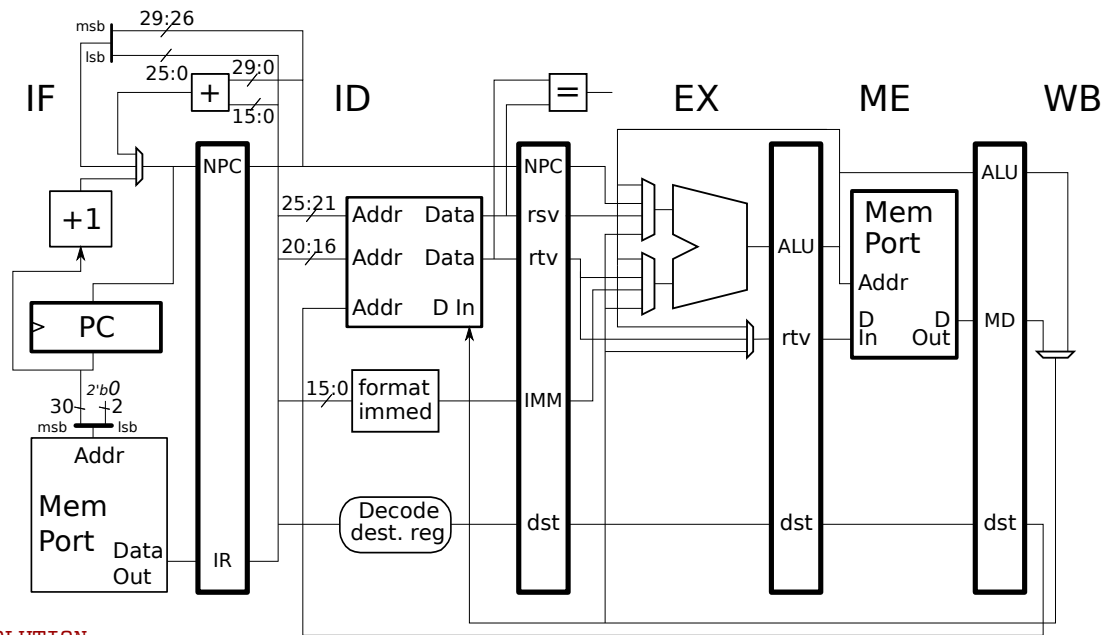 29:26
msb
lsb
25:0
29:0
15:0
+
=
IF
ID
EX
ME
WB
NPC
NPC
ALU
+1
25:21
Addr
Data
rsv
20:16
Addr
Data
rtv
ALU
Mem
Port
Addr
Addr
D In
PC
D
In
D
Out
rtv
MD
2'b0
30
2
msb
lsb
15:0
format
immed
IMM
Addr
Mem
Port
Data
Out
IR
Decode
dest. reg
dst
dst
dst